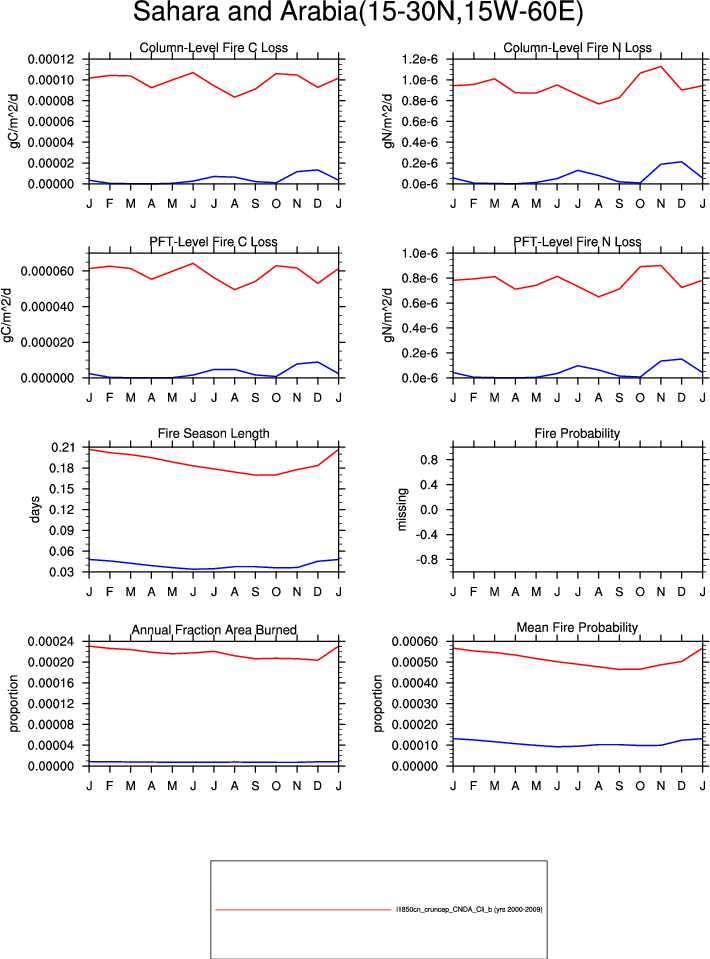 Sahara and Arabia(15-30N,15W-60E)
Column-Level Fire C Loss
gC/m^2/d
0.00012
0.00010
0.00008
0.00006
0.00004
0.00002
0.00000
J F M A M J J A S O N D J
Column-Level Fire N Loss
gN/m^2/d
1.2e-6
1.0e-6
0.8e-6
0.6e-6
0.4e-6
0.2e-6
0.0e-6
J F M A M J J A S O N D J
PFT-Level Fire C Loss
gC/m^2/d
0.000060
0.000040
0.000020
0.000000
J F M A M J J A S O N D J
PFT-Level Fire N Loss
gN/m^2/d
1.0e-6
0.8e-6
0.6e-6
0.4e-6
0.2e-6
0.0e-6
J F M A M J J A S O N D J
Fire Season Length
days
0.21
0.18
0.15
0.12
0.09
0.06
0.03
J F M A M J J A S O N D J
Fire Probability
missing
0.8
0.4
0.0
-0.4
-0.8
J F M A M J J A S O N D J
Annual Fraction Area Burned
proportion
0.00024
0.00020
0.00016
0.00012
0.00008
0.00004
0.00000
J F M A M J J A S O N D J
Mean Fire Probability
proportion
0.00060
0.00050
0.00040
0.00030
0.00020
0.00010
0.00000
J F M A M J J A S O N D J
i1850cn_cruncep_CNDA_Cli_b (yrs 2000-2009)